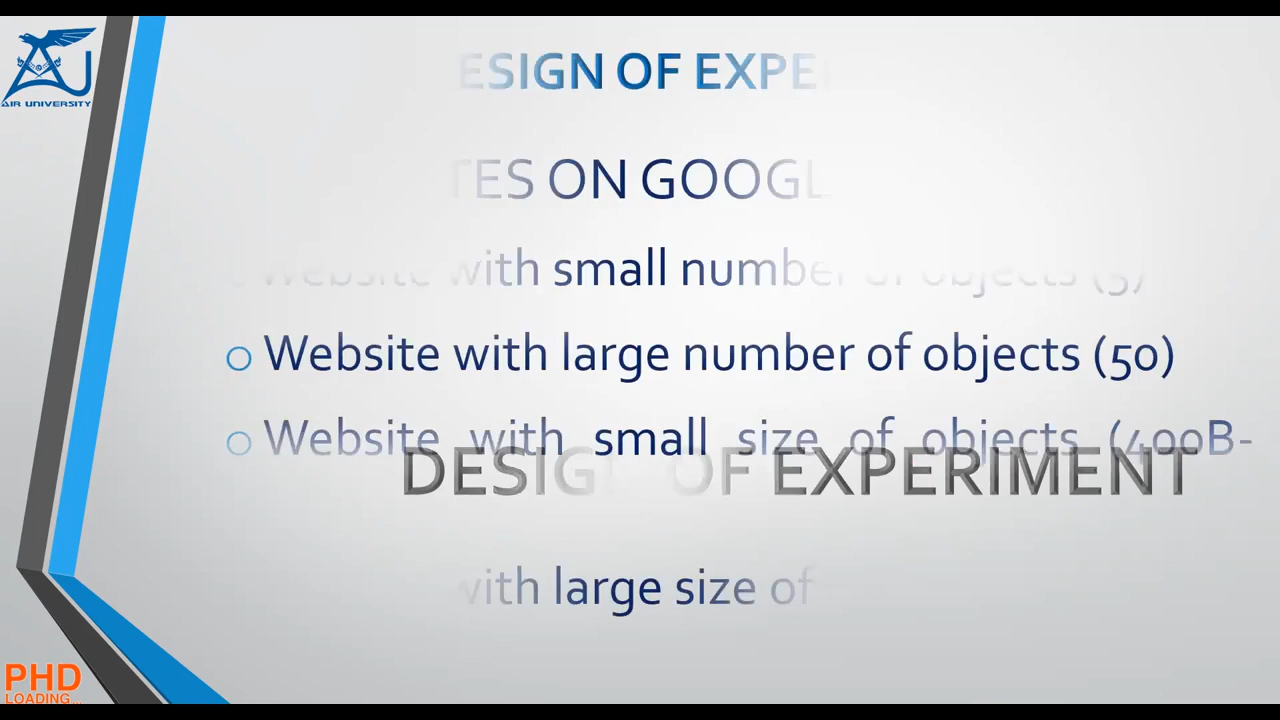 AIR UNIVERSITY
ESIGN OF EXPE
TES ON GOOGL
Website with small number of objects (5)
o Website with large number of objects (50)
o Website with small size of objects (400B-
DESIGN OF EXPERIMENT
with large size of
PHD
LOADING...